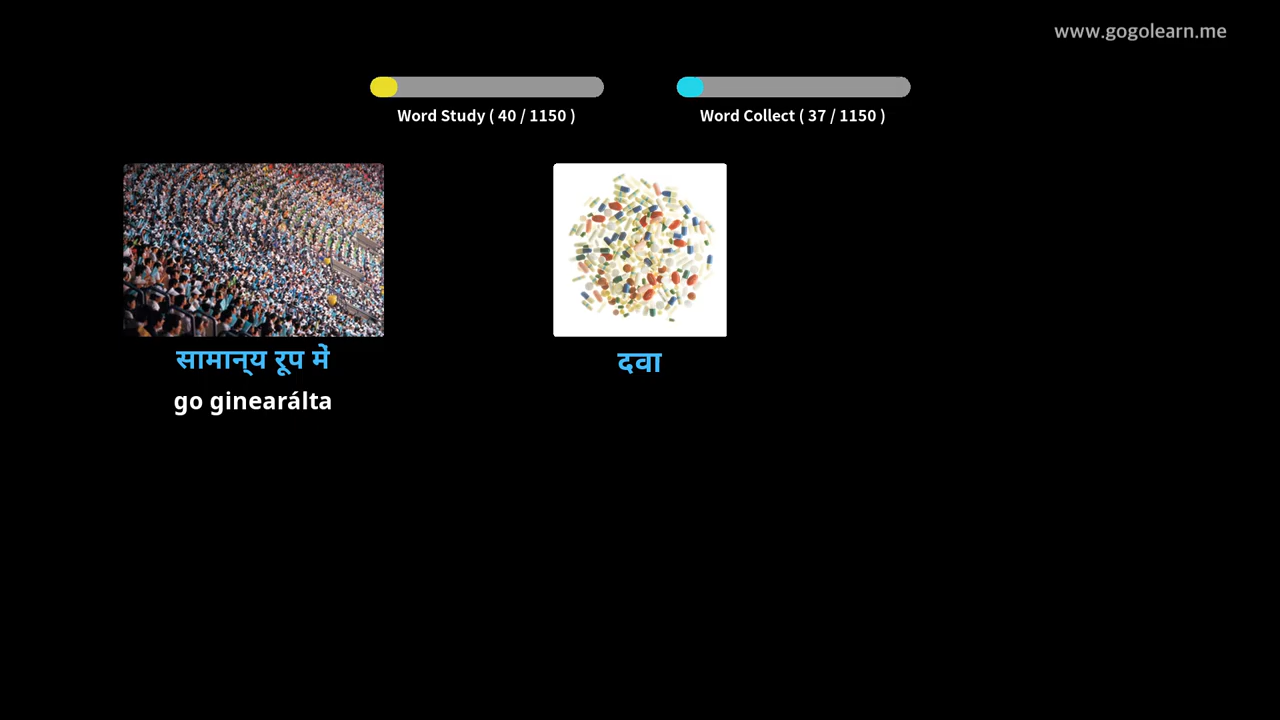 www.gogolearn.me
Word Study ( 40 / 1150 )
Word Collect ( 37 / 1150 )
सामान्य रूप में
go ginearálta
दवा